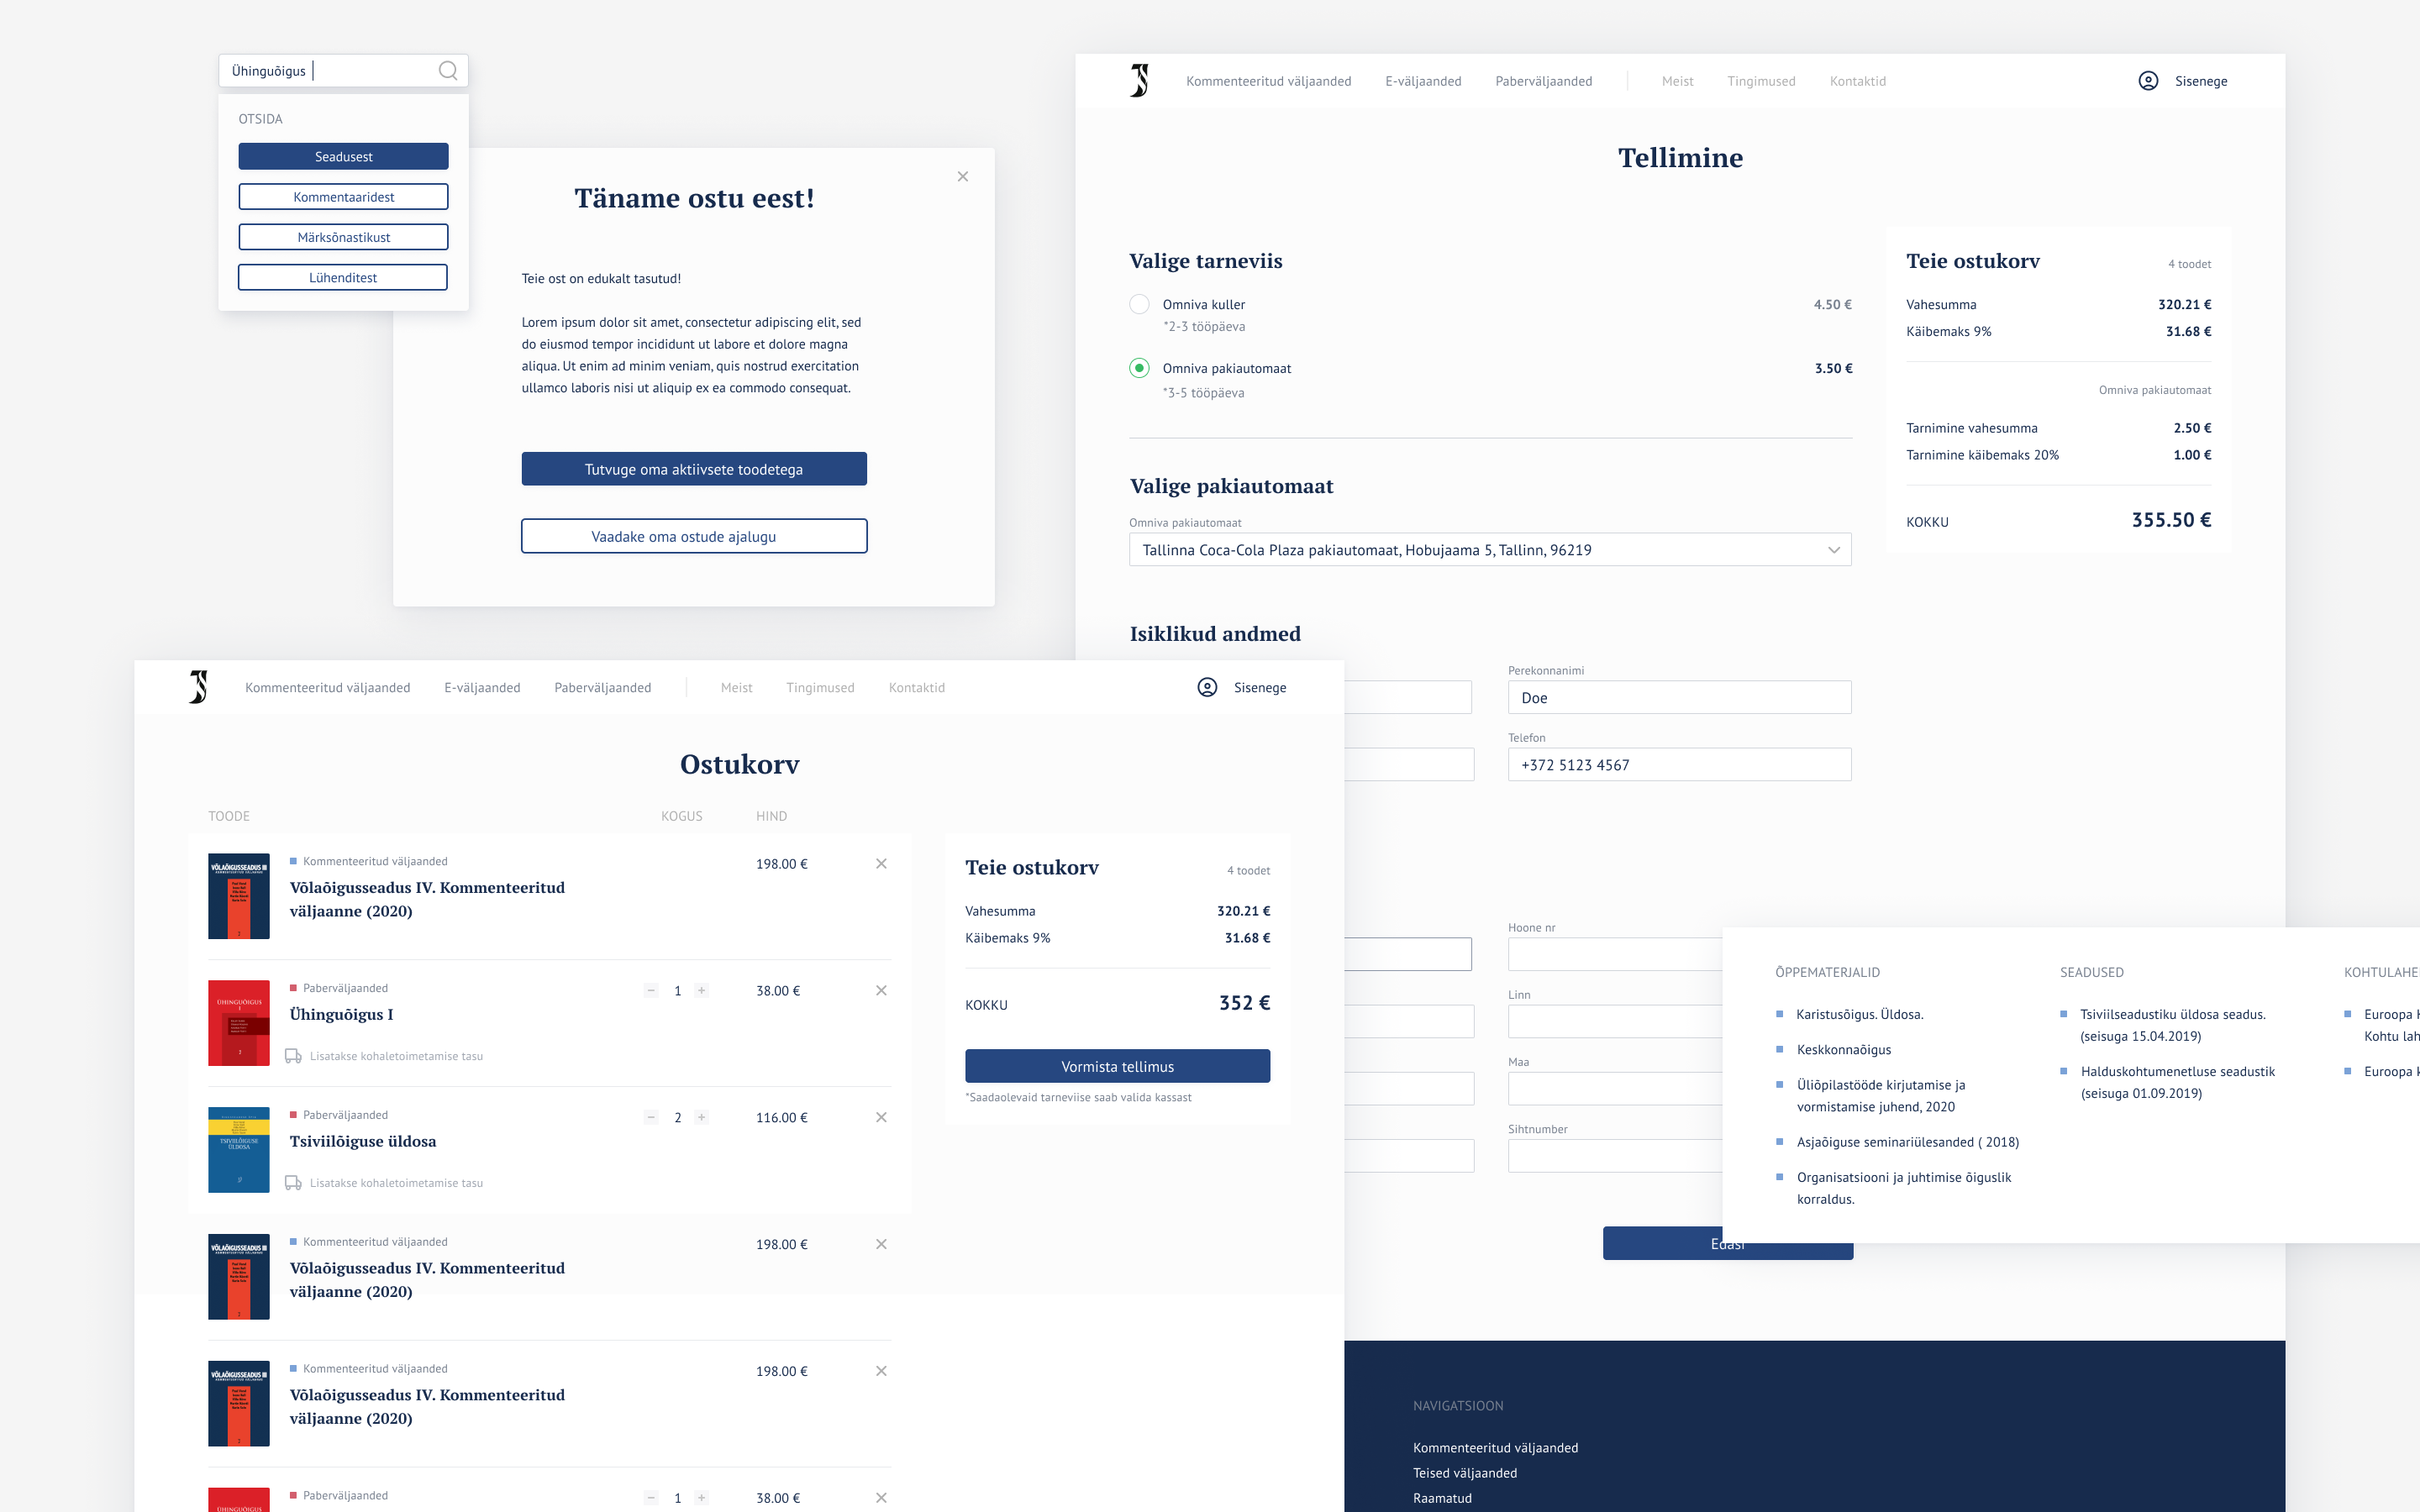 Ühinguõigus
OTSIDA
Seadusest
Kommentaaridest
Märksõnastikust
Lühenditest
Täname ostu eest!
Teie ost on edukalt tasutud!
Lorem ipsum dolor sit amet, consectetur adipiscing elit, sed
do eiusmod tempor incididunt ut labore et dolore magna
aliqua. Ut enim ad minim veniam, quis nostrud exercitation
ullamco laboris nisi ut aliquip ex ea commodo consequat.
Tutvuge oma aktiivsete toodetega
Vaadake oma ostude ajalugu
Kommenteeritud väljaanded E-väljaanded Paberväljaanded Meist Tingimused Kontaktid Sisenege
Tellimine
Valige tarneviis
Omniva kuller 4.50 €
*2-3 tööpäeva
Omniva pakiautomaat 3.50 €
*3-5 tööpäeva
Valige pakiautomaat
Omniva pakiautomaat
Tallinna Coca-Cola Plaza pakiautomaat, Hobujaama 5, Tallinn, 96219
Isiklikud andmed
Perekonnanimi
Doe
Telefon
+372 5123 4567
Hoone nr
Linn
Maa
Sihtnumber
Edasi
Teie ostukorv 4 toodet
Vahesumma 320.21 €
Käibemaks 9% 31.68 €
Omniva pakiautomaat
Tarnimine vahesumma 2.50 €
Tarnimine käibemaks 20% 1.00 €
KOKKU 355.50 €
Kommenteeritud väljaanded E-väljaanded Paberväljaanded Meist Tingimused Kontaktid Sisenege
Ostukorv
TOODE KOGUS HIND
VÕLAÕIGUSSEADUS III
Kommenteeritud väljaanded 198.00 €
Võlaõigusseadus IV. Kommenteeritud
väljaanne (2020)
ÜHINGUÕIGUS
I
Paberväljaanded 1 38.00 €
Ühinguõigus I
Lisatakse kohaletoimetamise tasu
TSIVIILÕIGUSE
ÜLDOSA
Paberväljaanded 2 116.00 €
Tsiviilõiguse üldosa
Lisatakse kohaletoimetamise tasu
VÕLAÕIGUSSEADUS III
Kommenteeritud väljaanded 198.00 €
Võlaõigusseadus IV. Kommenteeritud
väljaanne (2020)
VÕLAÕIGUSSEADUS III
Kommenteeritud väljaanded 198.00 €
Võlaõigusseadus IV. Kommenteeritud
väljaanne (2020)
ÜHINGUÕIGUS
Paberväljaanded 1 38.00 €
Teie ostukorv 4 toodet
Vahesumma 320.21 €
Käibemaks 9% 31.68 €
KOKKU 352 €
Vormista tellimus
*Saadaolevaid tarneviise saab valida kassast
ÕPPEMATERJALID
Karistusõigus. Üldosa.
Keskkonnaõigus
Üliõpilastööde kirjutamise ja
vormistamise juhend, 2020
Asjaõiguse seminariülesanded ( 2018)
Organisatsiooni ja juhtimise õiguslik
korraldus.
SEADUSED
Tsiviilseadustiku üldosa seadus.
(seisuga 15.04.2019)
Halduskohtumenetluse seadustik
(seisuga 01.09.2019)
KOHTULAHE
Euroopa
Kohtu lah
Euroopa
NAVIGATSIOON
Kommenteeritud väljaanded
Teised väljaanded
Raamatud